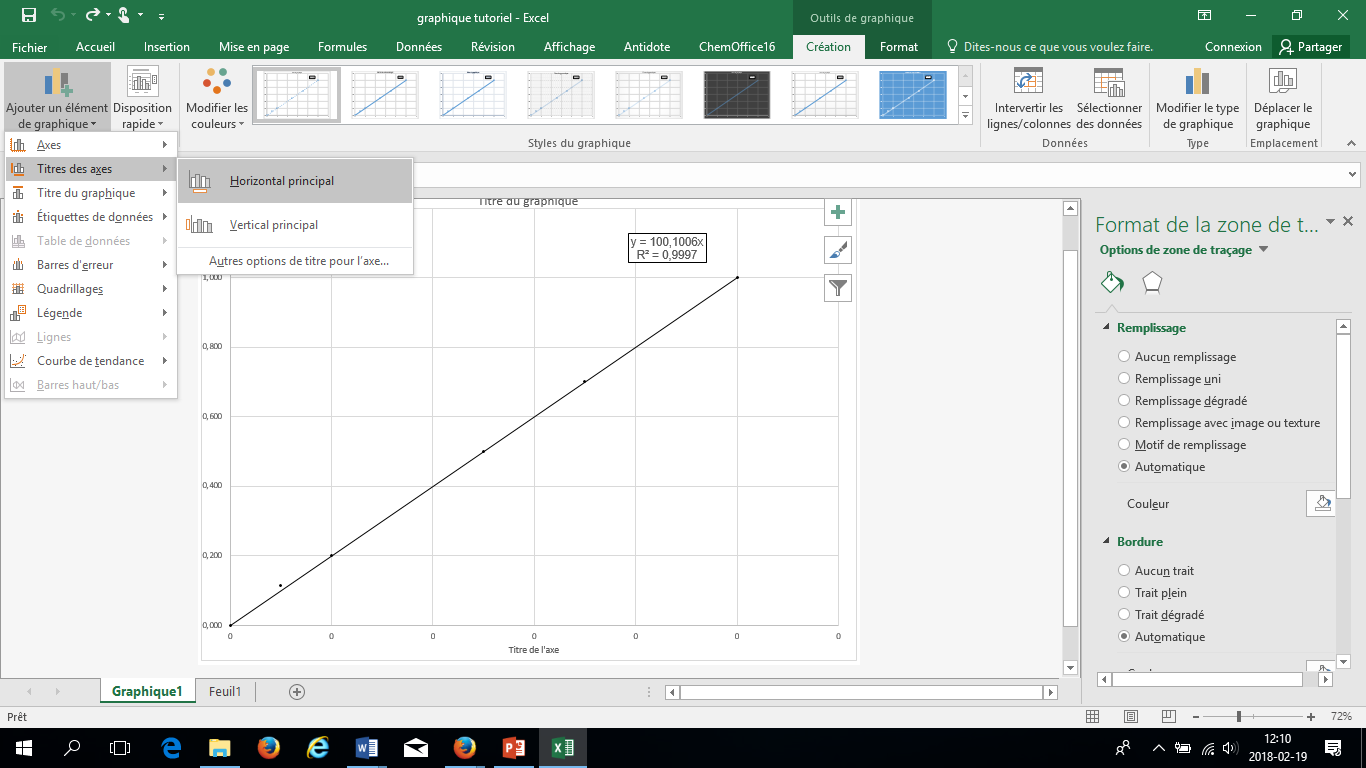 graphique tutoriel - Excel
Outils de graphique
Fichier Accueil Insertion Mise en page Formules Données Révision Affichage Antidote ChemOffice16 Création Format Dites-nous ce que vous voulez faire. Connexion Partager
Ajouter un élément de graphique
Disposition rapide
Modifier les couleurs
Intervertir les lignes/colonnes
Sélectionner des données
Modifier le type de graphique
Déplacer le graphique
Styles du graphique
Données
Type
Emplacement
Axes
Titres des axes
Titre du graphique
Étiquettes de données
Table de données
Barres d'erreur
Quadrillages
Légende
Lignes
Courbe de tendance
Barres haut/bas
Horizontal principal
Vertical principal
Autres options de titre pour l'axe...
Titre du graphique
y = 100,1006x
R² = 0,9997
1,000
0,800
0,600
0,400
0,200
0,000
0 0 0 0 0 0 0
Titre de l'axe
Format de la zone de t...
Options de zone de traçage
Remplissage
Aucun remplissage
Remplissage uni
Remplissage dégradé
Remplissage avec image ou texture
Motif de remplissage
Automatique
Couleur
Bordure
Aucun trait
Trait plein
Trait dégradé
Automatique
Graphique1 Feuil1
Prêt
72%
12:10
2018-02-19